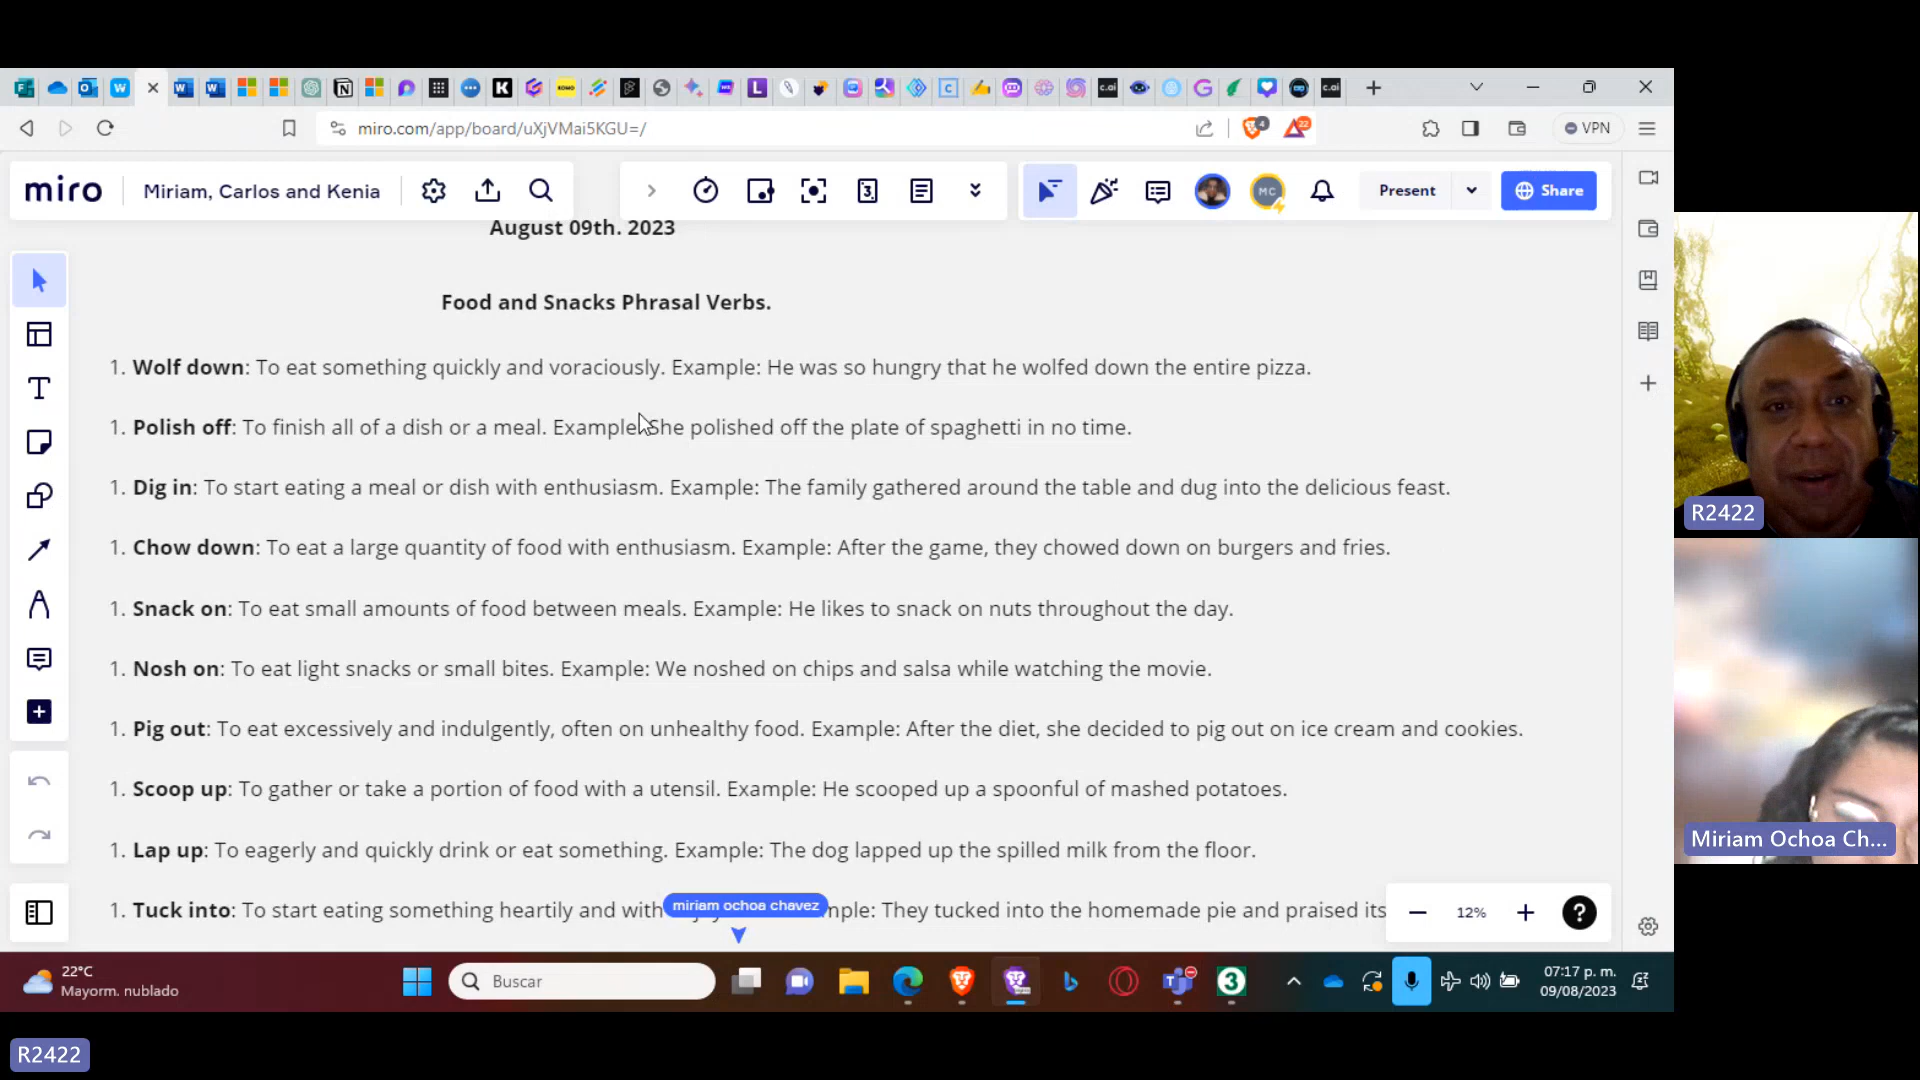 miro.com/app/board/uXjVMai5KGU=/
VPN
miro
Miriam, Carlos and Kenia
MC
Present
Share
August 09th. 2023
Food and Snacks Phrasal Verbs.
1. Wolf down: To eat something quickly and voraciously. Example: He was so hungry that he wolfed down the entire pizza.
1. Polish off: To finish all of a dish or a meal. Example: She polished off the plate of spaghetti in no time.
1. Dig in: To start eating a meal or dish with enthusiasm. Example: The family gathered around the table and dug into the delicious feast.
1. Chow down: To eat a large quantity of food with enthusiasm. Example: After the game, they chowed down on burgers and fries.
1. Snack on: To eat small amounts of food between meals. Example: He likes to snack on nuts throughout the day.
1. Nosh on: To eat light snacks or small bites. Example: We noshed on chips and salsa while watching the movie.
1. Pig out: To eat excessively and indulgently, often on unhealthy food. Example: After the diet, she decided to pig out on ice cream and cookies.
1. Scoop up: To gather or take a portion of food with a utensil. Example: He scooped up a spoonful of mashed potatoes.
1. Lap up: To eagerly and quickly drink or eat something. Example: The dog lapped up the spilled milk from the floor.
1. Tuck into: To start eating something heartily and with mple: They tucked into the homemade pie and praised its
miriam ochoa chavez
12%
R2422
Miriam Ochoa Ch...
22°C
Mayorm. nublado
Buscar
07:17 p. m.
09/08/2023
R2422